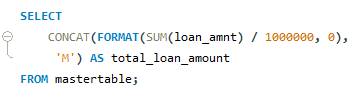 SELECT
CONCAT(FORMAT(SUM(loan_amnt) / 1000000, 0),
'M') AS total_loan_amount
FROM mastertable;